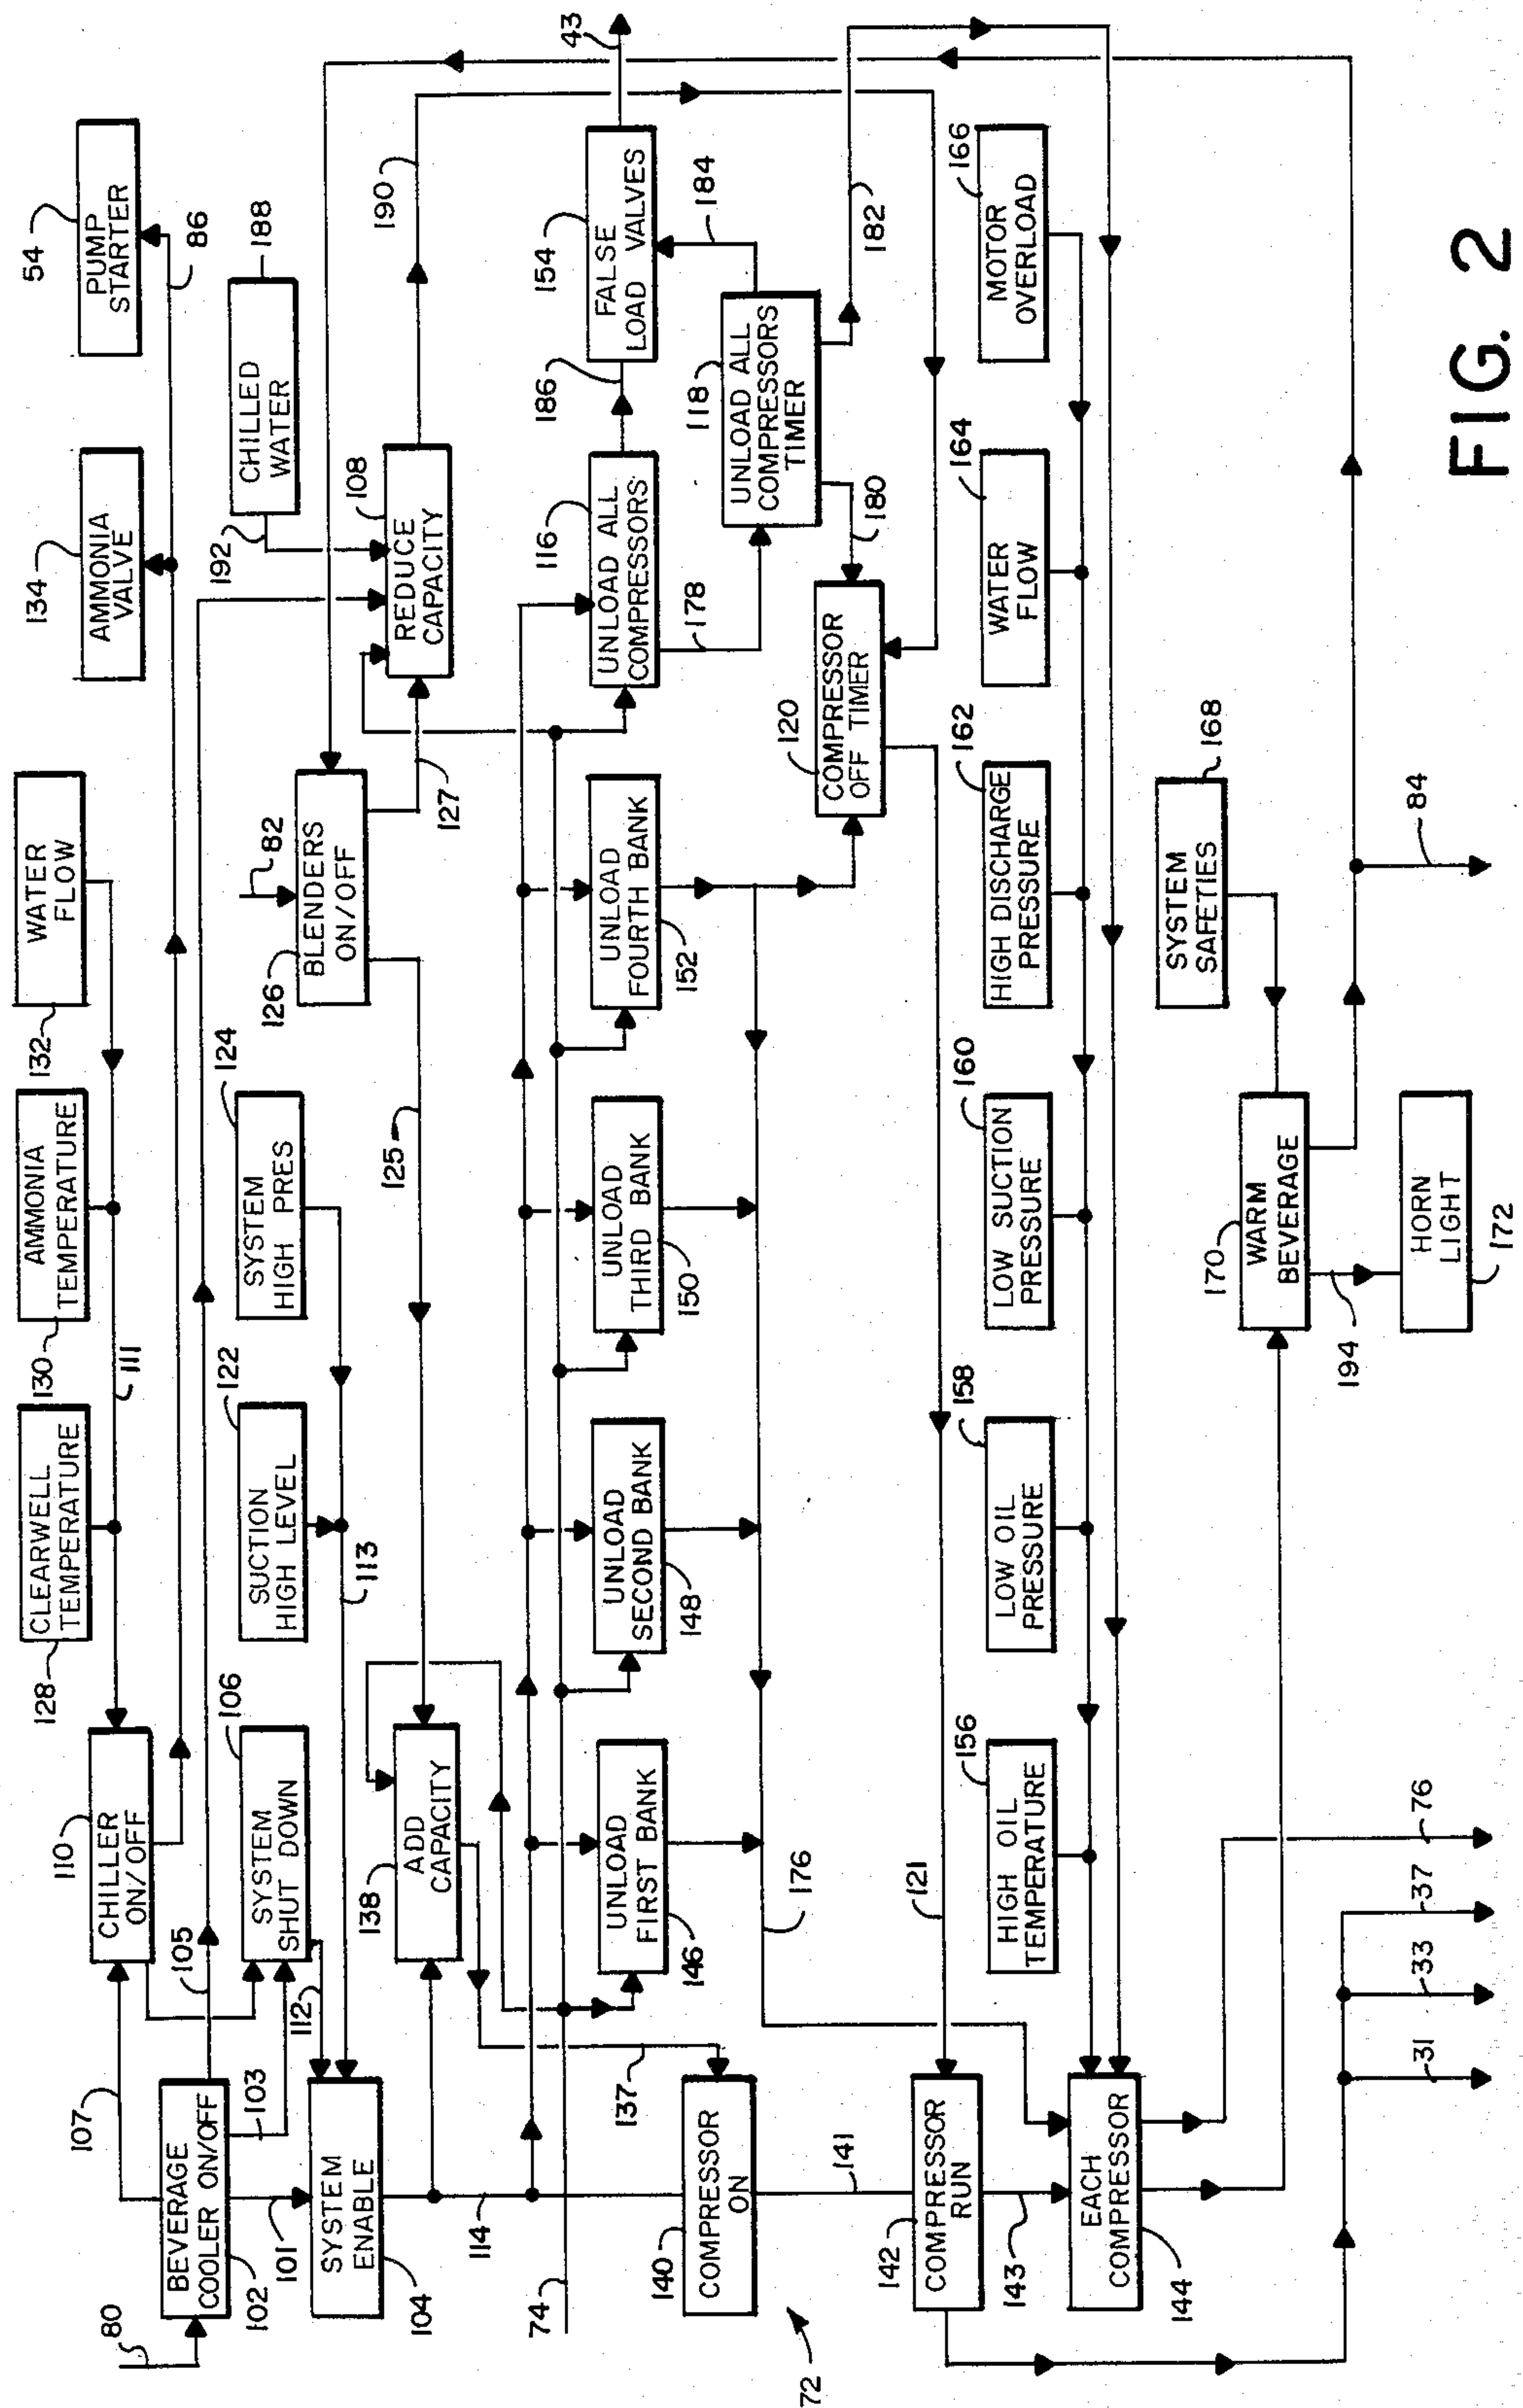 80
107
BEVERAGE
COOLER ON/OFF
102
101
103
105
CHILLER
ON/OFF
110
CLEARWELL
TEMPERATURE
128
111
AMMONIA
TEMPERATURE
130
WATER
FLOW
132
AMMONIA
VALVE
134
PUMP
STARTER
54
86
SYSTEM
ENABLE
104
112
SYSTEM
SHUT DOWN
106
SUCTION
HIGH LEVEL
122
113
SYSTEM
HIGH PRES
124
BLENDERS
ON/OFF
126
82
125
127
CHILLED
WATER
188
192
REDUCE
CAPACITY
108
190
ADD
CAPACITY
138
137
114
74
UNLOAD
FIRST BANK
146
UNLOAD
SECOND BANK
148
UNLOAD
THIRD BANK
150
UNLOAD
FOURTH BANK
152
UNLOAD ALL
COMPRESSORS
116
186
FALSE
LOAD VALVES
154
43
184
178
UNLOAD ALL
COMPRESSORS
TIMER
118
180
182
COMPRESSOR
ON
140
141
176
COMPRESSOR
OFF TIMER
120
72
COMPRESSOR
RUN
142
143
121
EACH
COMPRESSOR
144
HIGH OIL
TEMPERATURE
156
LOW OIL
PRESSURE
158
LOW SUCTION
PRESSURE
160
HIGH DISCHARGE
PRESSURE
162
WATER
FLOW
164
MOTOR
OVERLOAD
166
SYSTEM
SAFETIES
168
WARM
BEVERAGE
170
194
HORN
LIGHT
172
31
33
37
76
84
FIG. 2